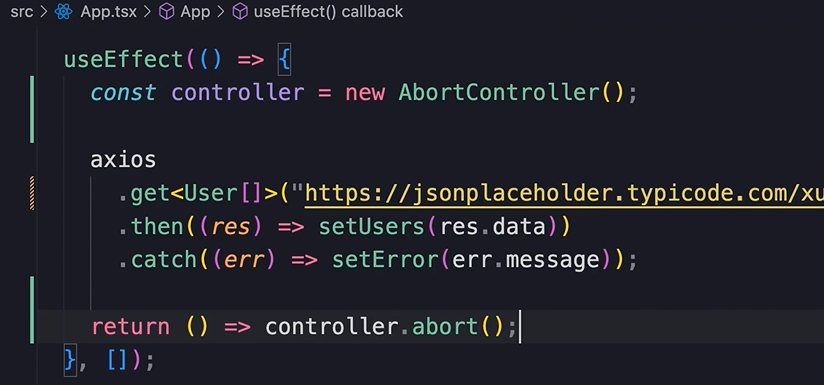 src > App.tsx > App > useEffect() callback
useEffect(() => {
const controller = new AbortController();
axios
.get<User[]>("https://jsonplaceholder.typicode.com/xu
.then((res) => setUsers(res.data))
.catch((err) => setError(err.message));
return () => controller.abort();
}, []);